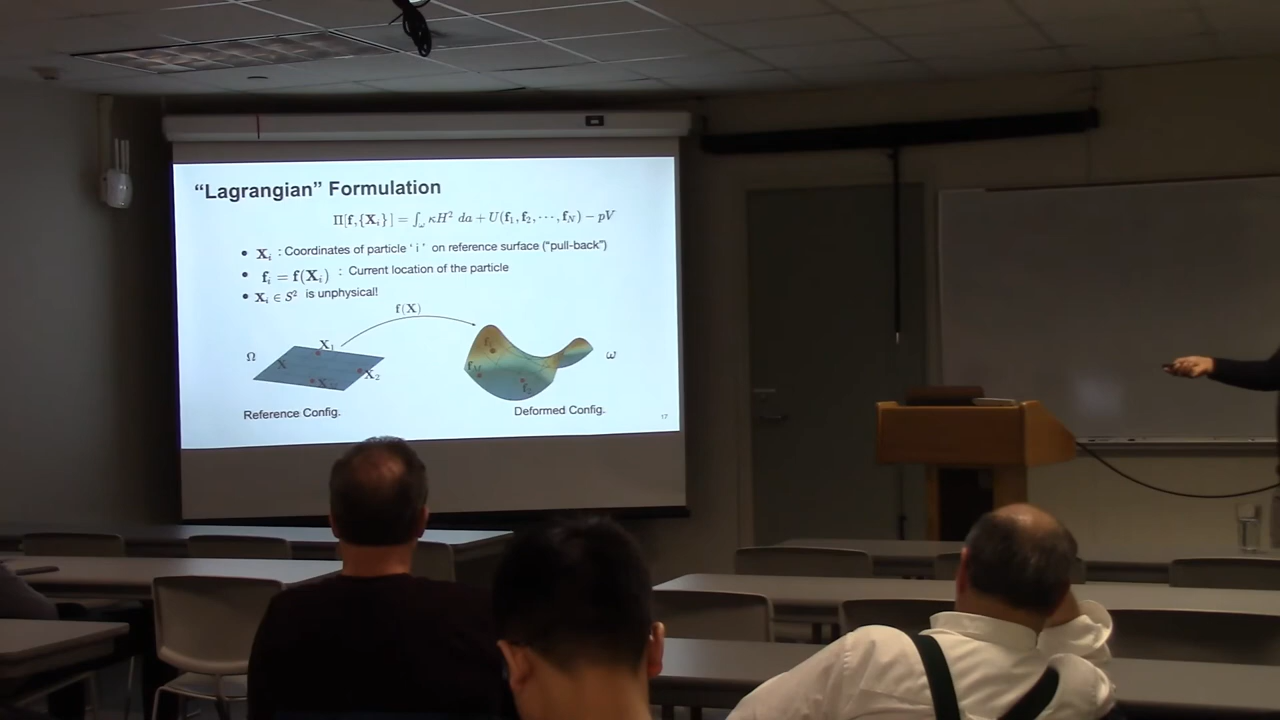 “Lagrangian” Formulation
Π[f,{X_i}] = ∫_ω κH² da + U(f₁, f₂, ⋯, f_N) − pV
• X_i : Coordinates of particle ‘ i ’ on reference surface (“pull-back”)
• f_i = f(X_i) : Current location of the particle
• X_i ∈ S² is unphysical!
f(X)
Ω
X₁
X
X₂
ω
Reference Config.
Deformed Config.
17